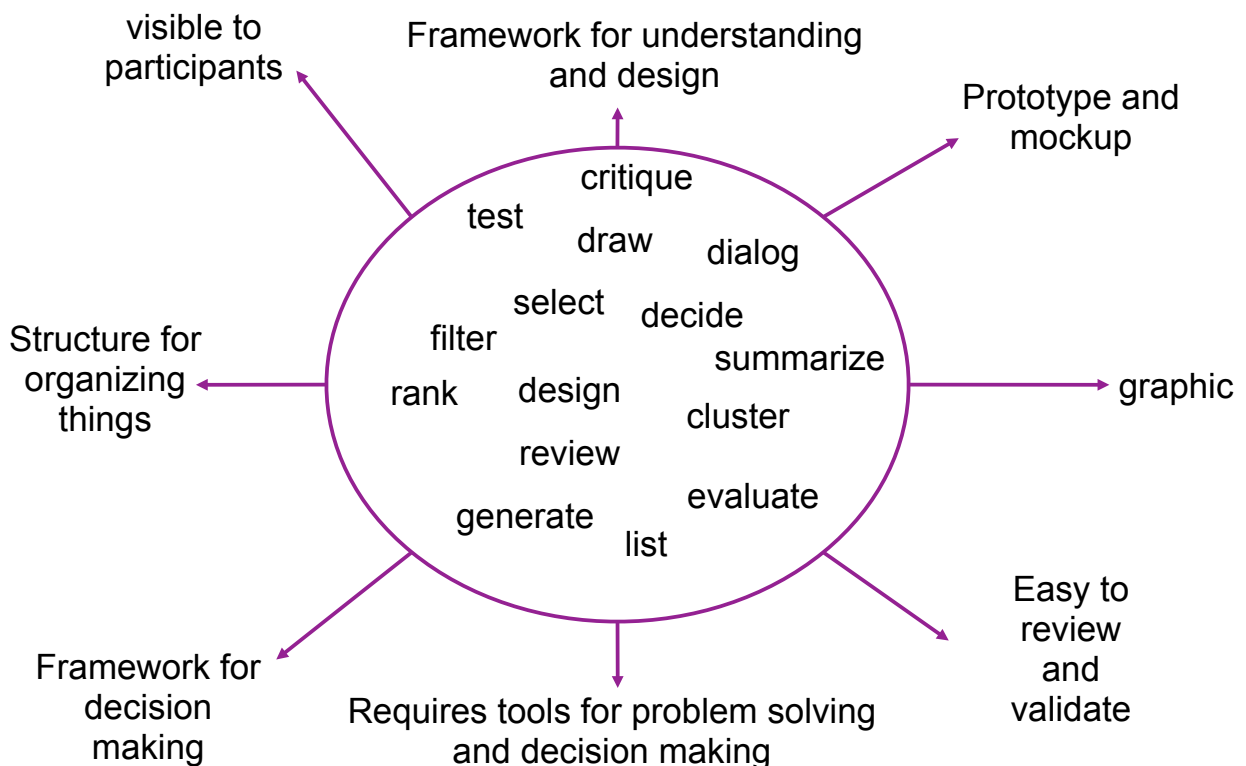 visible to
participants
Framework for understanding
and design
Prototype and
mockup
critique
test
draw
dialog
select
decide
filter
summarize
Structure for
organizing
things
rank
design
cluster
graphic
review
evaluate
generate
list
Easy to
review
and
validate
Framework for
decision
making
Requires tools for problem solving
and decision making